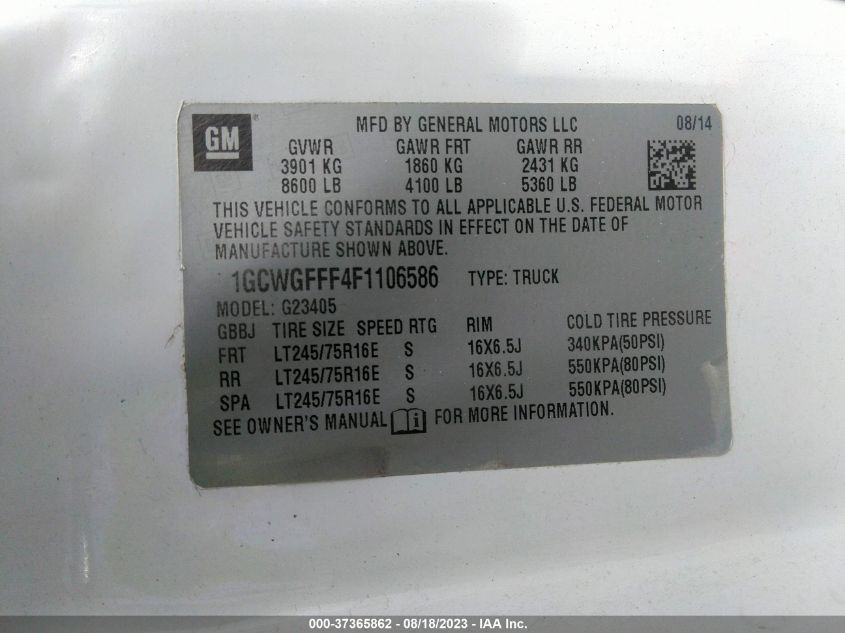 GM MFD BY GENERAL MOTORS LLC 08/14
GVWR GAWR FRT GAWR RR
3901 KG 1860 KG 2431 KG
8600 LB 4100 LB 5360 LB
THIS VEHICLE CONFORMS TO ALL APPLICABLE U.S. FEDERAL MOTOR
VEHICLE SAFETY STANDARDS IN EFFECT ON THE DATE OF
MANUFACTURE SHOWN ABOVE.
1GCWGFFF4F1106586 TYPE: TRUCK
MODEL: G23405
GBBJ TIRE SIZE SPEED RTG RIM COLD TIRE PRESSURE
FRT LT245/75R16E S 16X6.5J 340KPA(50PSI)
RR LT245/75R16E S 16X6.5J 550KPA(80PSI)
SPA LT245/75R16E S 16X6.5J 550KPA(80PSI)
SEE OWNER'S MANUAL i FOR MORE INFORMATION.
000-37365862 - 08/18/2023 - IAA Inc.